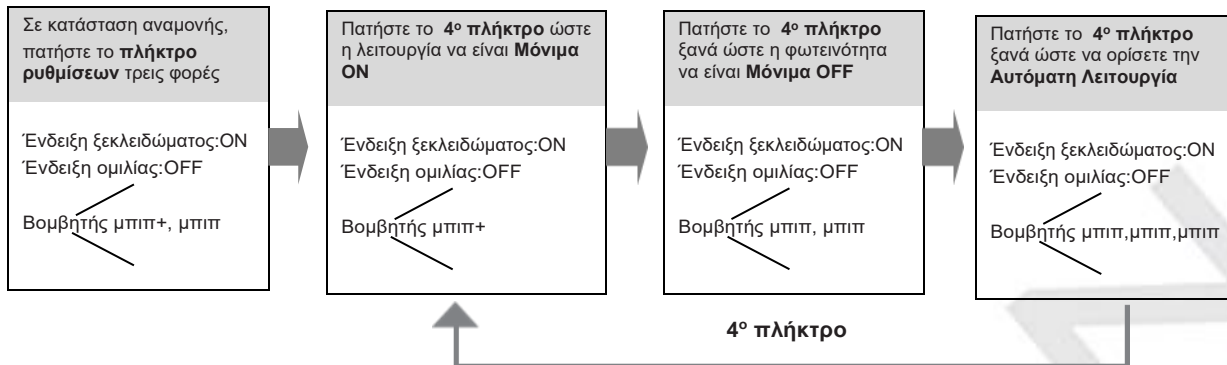 Σε κατάσταση αναμονής,
πατήστε το πλήκτρο
ρυθμίσεων τρεις φορές
Ένδειξη ξεκλειδώματος:ON
Ένδειξη ομιλίας:OFF
Βομβητής μπιπ+, μπιπ
Πατήστε το 4ο πλήκτρο ώστε
η λειτουργία να είναι Μόνιμα
ON
Ένδειξη ξεκλειδώματος:ON
Ένδειξη ομιλίας:OFF
Βομβητής μπιπ+
Πατήστε το 4ο πλήκτρο
ξανά ώστε η φωτεινότητα
να είναι Μόνιμα OFF
Ένδειξη ξεκλειδώματος:ON
Ένδειξη ομιλίας:OFF
Βομβητής μπιπ, μπιπ
Πατήστε το 4ο πλήκτρο
ξανά ώστε να ορίσετε την
Αυτόματη Λειτουργία
Ένδειξη ξεκλειδώματος:ON
Ένδειξη ομιλίας:OFF
Βομβητής μπιπ,μπιπ,μπιπ
4ο πλήκτρο